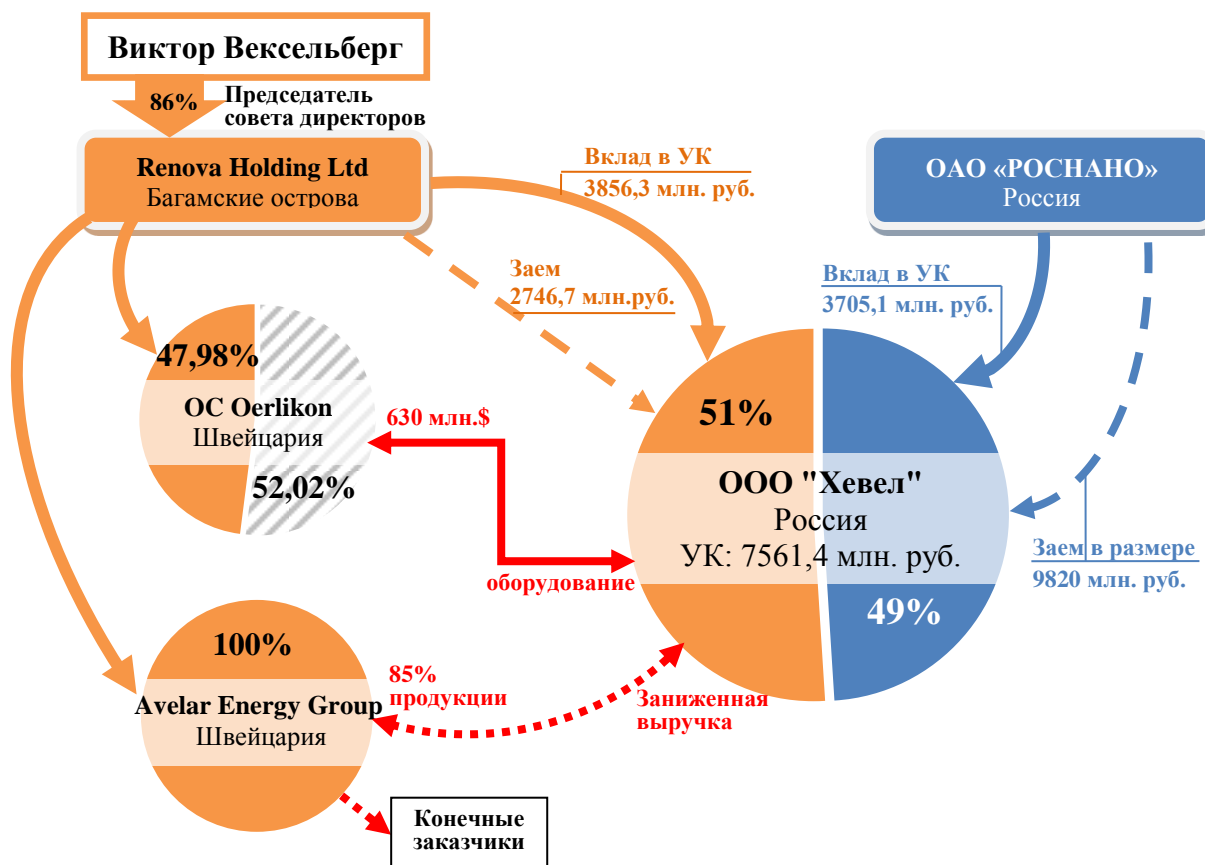 Виктор Вексельберг
86%
Председатель
совета директоров
Renova Holding Ltd
Багамские острова
Вклад в УК
3856,3 млн. руб.
ОАО «РОСНАНО»
Россия
Заем
2746,7 млн.руб.
Вклад в УК
3705,1 млн. руб.
47,98%
OC Oerlikon
Швейцария
52,02%
630 млн.$
оборудование
51%
ООО "Хевел"
Россия
УК: 7561,4 млн. руб.
49%
Заем в размере
9820 млн. руб.
100%
Avelar Energy Group
Швейцария
85%
продукции
Заниженная
выручка
Конечные
заказчики